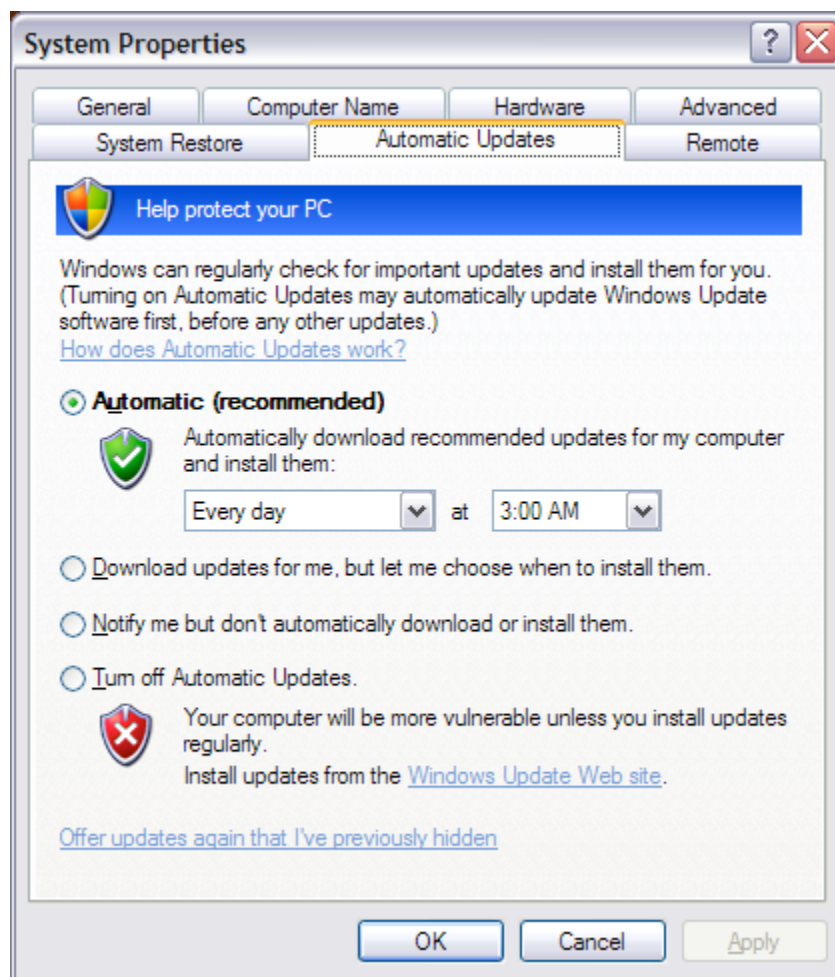 System Properties
General
Computer Name
Hardware
Advanced
System Restore
Automatic Updates
Remote
Help protect your PC
Windows can regularly check for important updates and install them for you.
(Turning on Automatic Updates may automatically update Windows Update
software first, before any other updates.)
How does Automatic Updates work?
Automatic (recommended)
Automatically download recommended updates for my computer
and install them:
Every day
at
3:00 AM
Download updates for me, but let me choose when to install them.
Notify me but don't automatically download or install them.
Turn off Automatic Updates.
Your computer will be more vulnerable unless you install updates
regularly.
Install updates from the Windows Update Web site.
Offer updates again that I've previously hidden
OK
Cancel
Apply